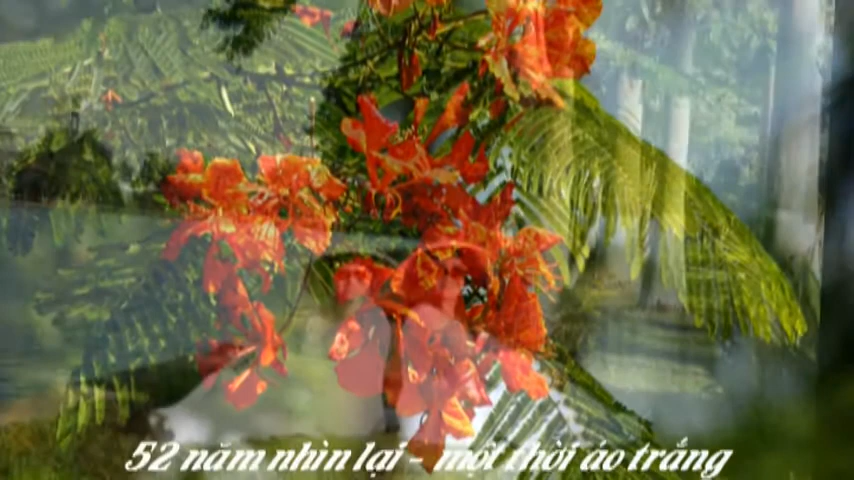 52 năm nhìn lại - một thời áo trắng